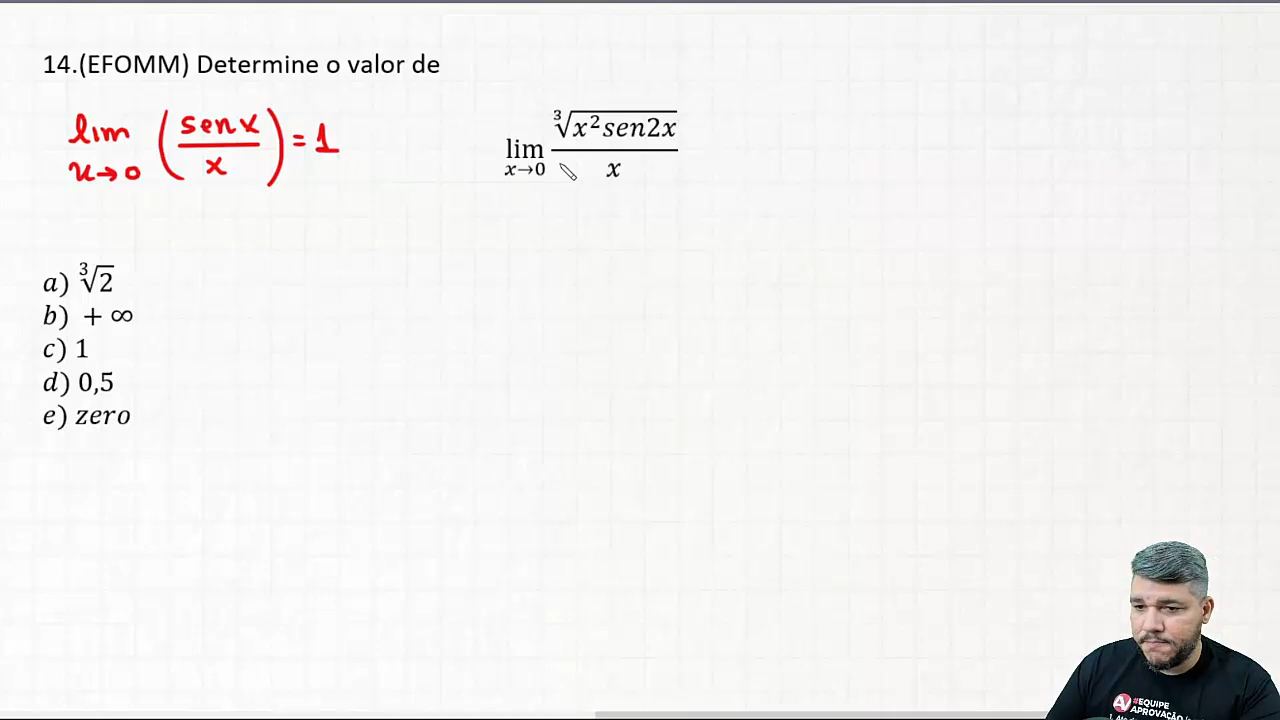 14.(EFOMM) Determine o valor de
lim x→0 (sen x / x) = 1
lim x→0 ∛(x²sen2x) / x
a) ∛2
b) + ∞
c) 1
d) 0,5
e) zero
#EQUIPE
APROVAÇÃO